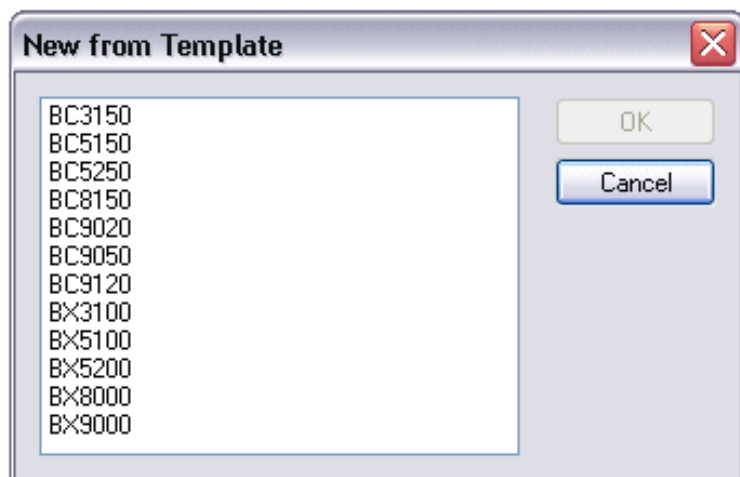 New from Template
BC3150
BC5150
BC5250
BC8150
BC9020
BC9050
BC9120
BX3100
BX5100
BX5200
BX8000
BX9000
OK
Cancel